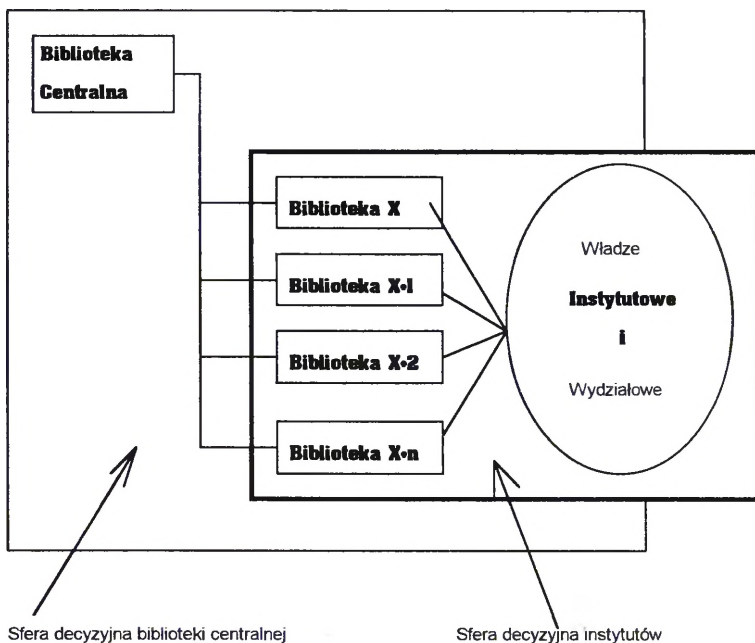 Biblioteka
Centralna
Biblioteka X
Władze
Biblioteka X•1
Instytutowe
i
Biblioteka X•2
Wydziałowe
Biblioteka X•n
Sfera decyzyjna biblioteki centralnej
Sfera decyzyjna instytutów